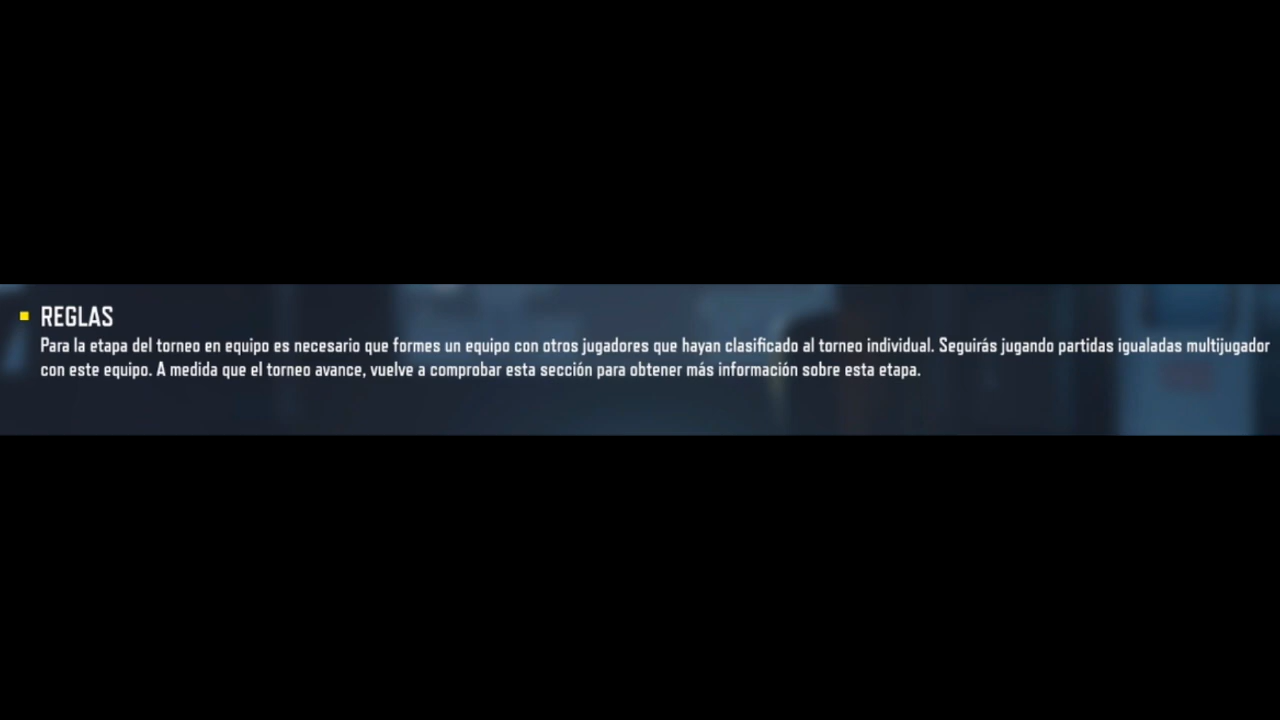 REGLAS
Para la etapa del torneo en equipo es necesario que formes un equipo con otros jugadores que hayan clasificado al torneo individual. Seguirás jugando partidas igualadas multijugador
con este equipo. A medida que el torneo avance, vuelve a comprobar esta sección para obtener más información sobre esta etapa.